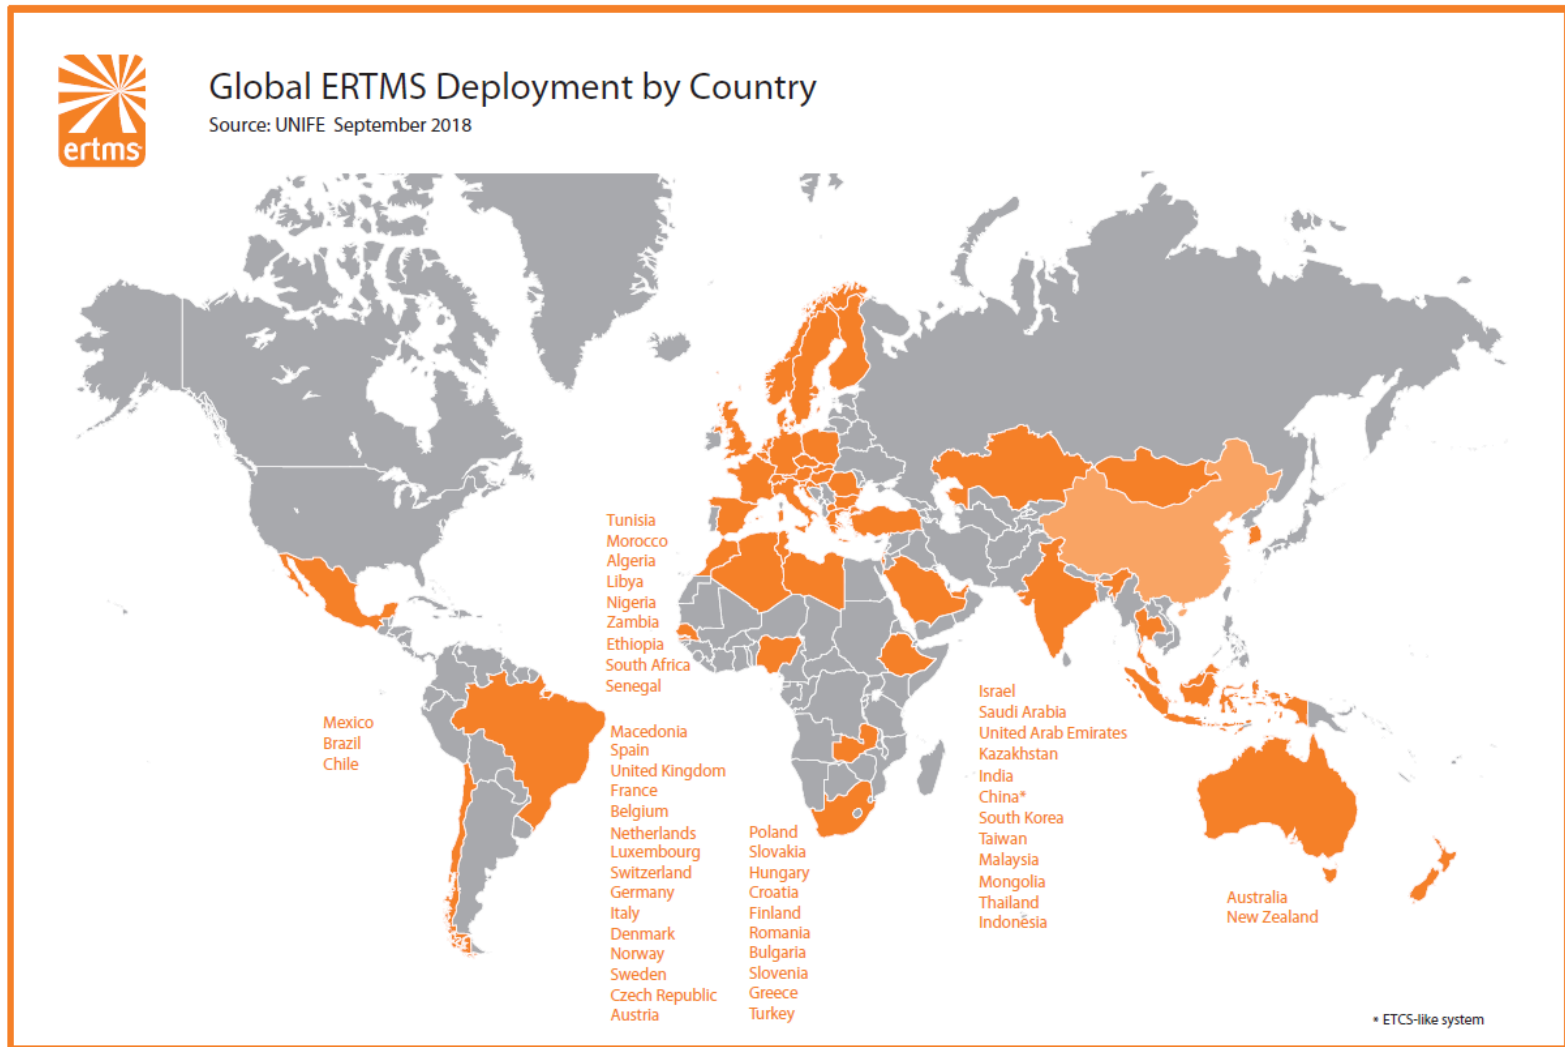 ertms
Global ERTMS Deployment by Country
Source: UNIFE September 2018
Tunisia
Morocco
Algeria
Libya
Nigeria
Zambia
Ethiopia
South Africa
Senegal
Mexico
Brazil
Chile
Macedonia
Spain
United Kingdom
France
Belgium
Netherlands
Luxembourg
Switzerland
Germany
Italy
Denmark
Norway
Sweden
Czech Republic
Austria
Poland
Slovakia
Hungary
Croatia
Finland
Romania
Bulgaria
Slovenia
Greece
Turkey
Israel
Saudi Arabia
United Arab Emirates
Kazakhstan
India
China*
South Korea
Taiwan
Malaysia
Mongolia
Thailand
Indonesia
Australia
New Zealand
* ETCS-like system